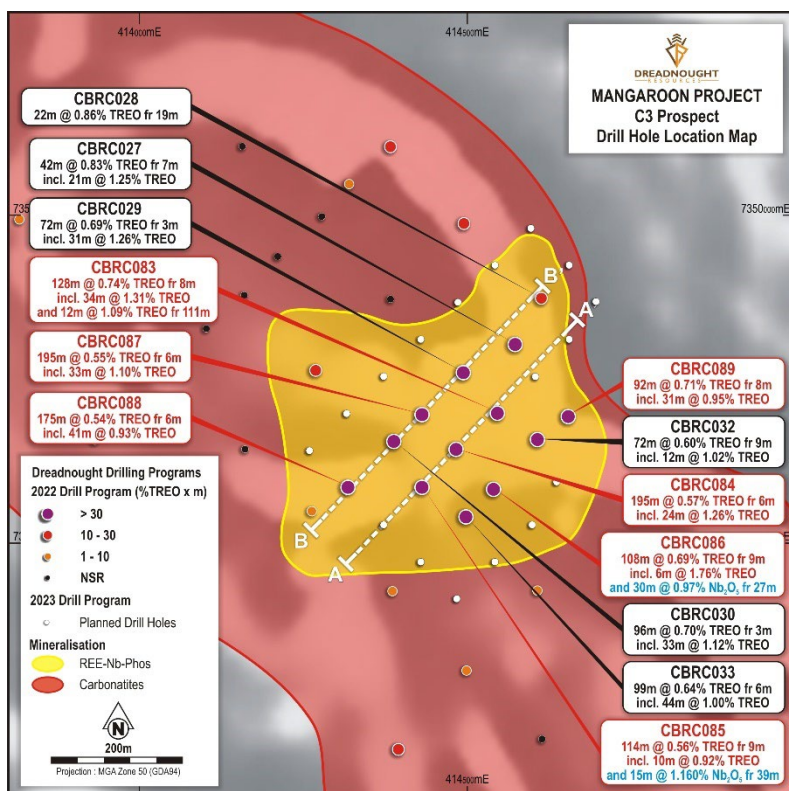 414000mE
414500mE
DREADNOUGHT
RESOURCES
MANGAROON PROJECT
C3 Prospect
Drill Hole Location Map
CBRC028
22m @ 0.86% TREO fr 19m
CBRC027
42m @ 0.83% TREO fr 7m
incl. 21m @ 1.25% TREO
CBRC029
72m @ 0.69% TREO fr 3m
incl. 31m @ 1.26% TREO
CBRC083
128m @ 0.74% TREO fr 8m
incl. 34m @ 1.31% TREO
and 12m @ 1.09% TREO fr 111m
CBRC087
195m @ 0.55% TREO fr 6m
incl. 33m @ 1.10% TREO
CBRC088
175m @ 0.54% TREO fr 6m
incl. 41m @ 0.93% TREO
735
7350000mE
B
A
B
A
CBRC089
92m @ 0.71% TREO fr 8m
incl. 31m @ 0.95% TREO
CBRC032
72m @ 0.60% TREO fr 9m
incl. 12m @ 1.02% TREO
CBRC084
195m @ 0.57% TREO fr 6m
incl. 24m @ 1.26% TREO
CBRC086
108m @ 0.69% TREO fr 9m
incl. 6m @ 1.76% TREO
and 30m @ 0.97% Nb₂O₅ fr 27m
CBRC030
96m @ 0.70% TREO fr 3m
incl. 33m @ 1.12% TREO
CBRC033
99m @ 0.64% TREO fr 6m
incl. 44m @ 1.00% TREO
CBRC085
114m @ 0.56% TREO fr 9m
incl. 10m @ 0.92% TREO
and 15m @ 1.160% Nb₂O₅ fr 39m
Dreadnought Drilling Programs
2022 Drill Program (%TREO x m)
> 30
10 - 30
1 - 10
NSR
2023 Drill Program
Planned Drill Holes
Mineralisation
REE-Nb-Phos
Carbonatites
N
200m
Projection : MGA Zone 50 (GDA94)
414500mE